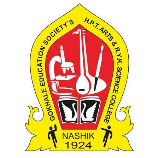 GOKHALE EDUCATION SOCIETY'S
H.P.T. ARTS & R.Y.K. SCIENCE COLLEGE
NASHIK
1924